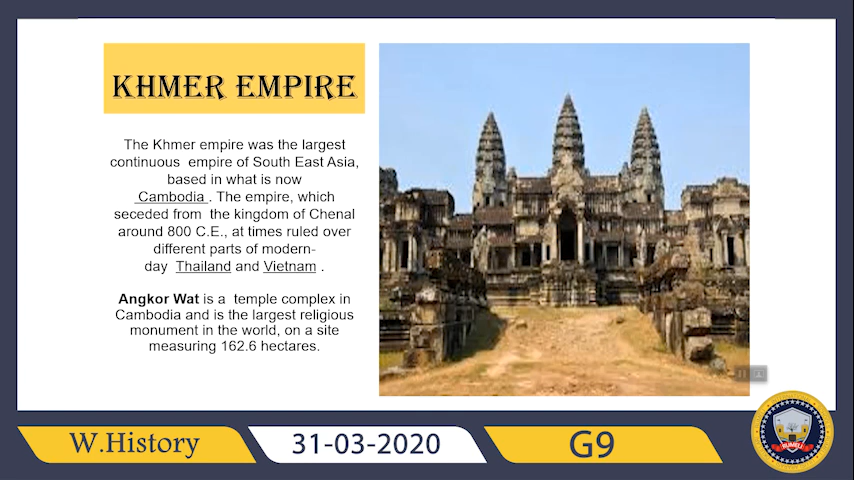 KHMER EMPIRE
The Khmer empire was the largest
continuous empire of South East Asia,
based in what is now
Cambodia . The empire, which
seceded from the kingdom of Chenal
around 800 C.E., at times ruled over
different parts of modern-
day Thailand and Vietnam .
Angkor Wat is a temple complex in
Cambodia and is the largest religious
monument in the world, on a site
measuring 162.6 hectares.
W.History
31-03-2020
G9